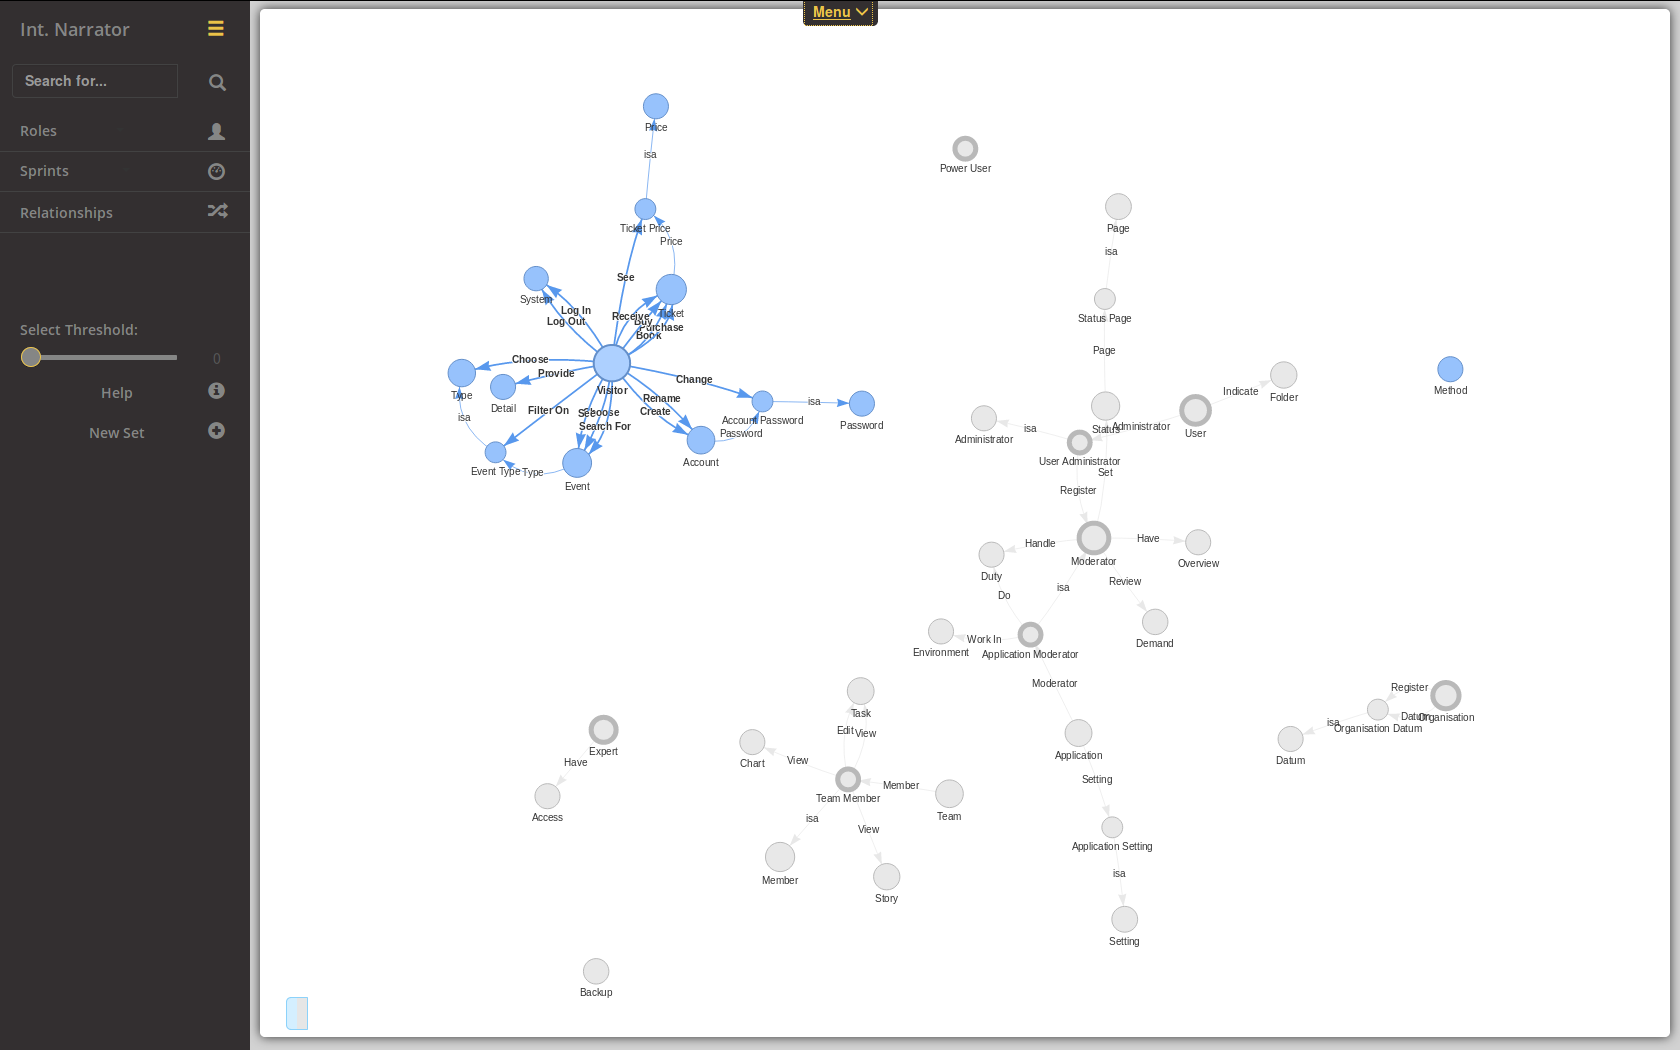 Int. Narrator
Search for...
Roles
Sprints
Relationships
Select Threshold:
0
Help
New Set
Menu
Price
isa
Ticket Price
Price
See
System
Log In
Log Out
Receive
Ticket
Buy
Purchase
Book
Choose
Provide
Type
Detail
Visitor
Change
Rename
Create
Account Password
isa
Password
Password
Account
Filter On
See
Choose
Search For
isa
Event Type
Type
Event
Power User
Page
isa
Status Page
Page
Status
Administrator
User
Indicate
Folder
Method
Administrator
isa
User Administrator
Set
Register
Moderator
Handle
Have
Overview
Duty
Do
isa
Review
Demand
Environment
Work In
Application Moderator
Moderator
Application
Setting
Application Setting
isa
Setting
Register
Organisation
Datum
Organisation Datum
isa
Datum
Expert
Have
Access
Task
Edit
View
Chart
View
Team Member
Member
Team
isa
View
Member
Story
Backup